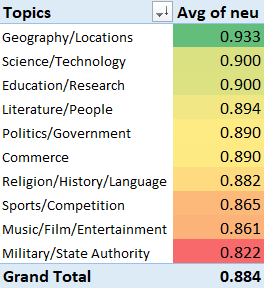 Topics Avg of neu
Geography/Locations 0.933
Science/Technology 0.900
Education/Research 0.900
Literature/People 0.894
Politics/Government 0.890
Commerce 0.890
Religion/History/Language 0.882
Sports/Competition 0.865
Music/Film/Entertainment 0.861
Military/State Authority 0.822
Grand Total 0.884